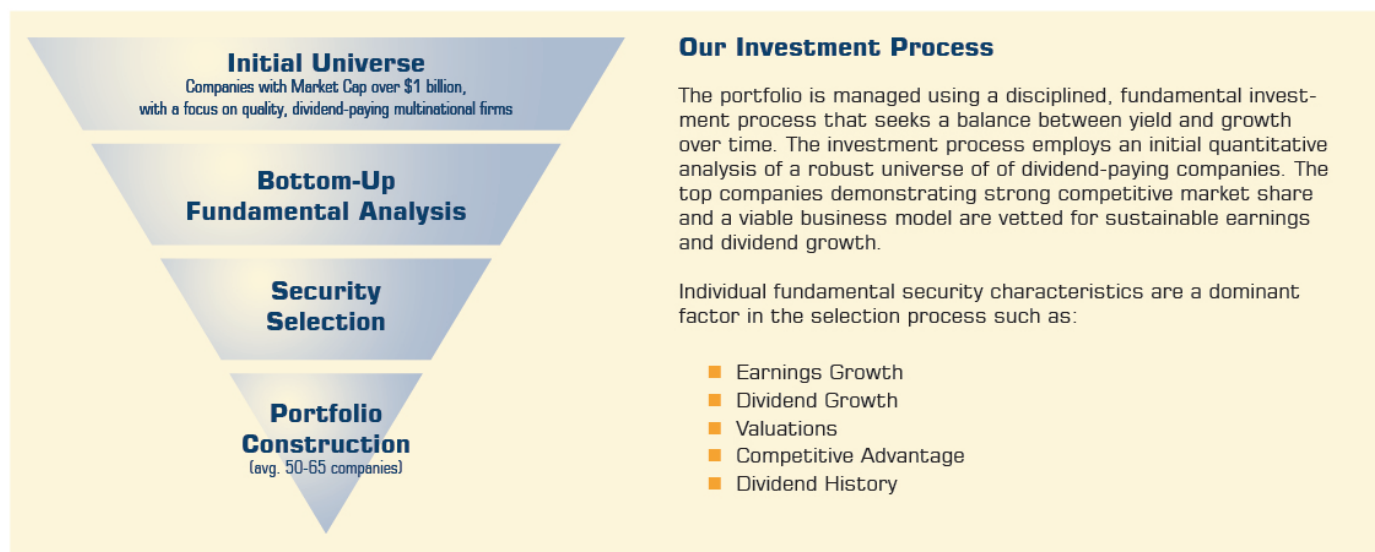 Initial Universe
Companies with Market Cap over $1 billion,
with a focus on quality, dividend-paying multinational firms
Bottom-Up
Fundamental Analysis
Security
Selection
Portfolio
Construction
(avg. 50-65 companies)
Our Investment Process
The portfolio is managed using a disciplined, fundamental invest-
ment process that seeks a balance between yield and growth
over time. The investment process employs an initial quantitative
analysis of a robust universe of of dividend-paying companies. The
top companies demonstrating strong competitive market share
and a viable business model are vetted for sustainable earnings
and dividend growth.
Individual fundamental security characteristics are a dominant
factor in the selection process such as:
Earnings Growth
Dividend Growth
Valuations
Competitive Advantage
Dividend History